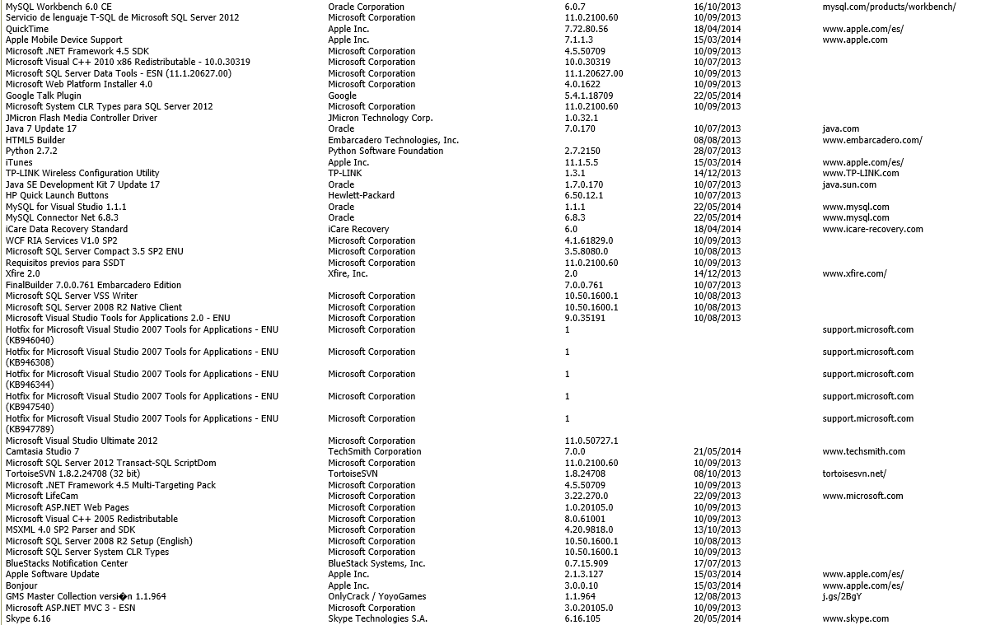 MySQL Workbench 6.0 CE Oracle Corporation 6.0.7 16/10/2013 mysql.com/products/workbench/
Servicio de lenguaje T-SQL de Microsoft SQL Server 2012 Microsoft Corporation 11.0.2100.60 10/09/2013
QuickTime Apple Inc. 7.72.80.56 18/04/2014 www.apple.com/es/
Apple Mobile Device Support Apple Inc. 7.1.1.3 15/03/2014 www.apple.com
Microsoft .NET Framework 4.5 SDK Microsoft Corporation 4.5.50709 10/09/2013
Microsoft Visual C++ 2010 x86 Redistributable - 10.0.30319 Microsoft Corporation 10.0.30319 10/07/2013
Microsoft SQL Server Data Tools - ESN (11.1.20627.00) Microsoft Corporation 11.1.20627.00 10/09/2013
Microsoft Web Platform Installer 4.0 Microsoft Corporation 4.0.1622 10/09/2013
Google Talk Plugin Google 5.4.1.18709 22/05/2014
Microsoft System CLR Types para SQL Server 2012 Microsoft Corporation 11.0.2100.60 10/09/2013
JMicron Flash Media Controller Driver JMicron Technology Corp. 1.0.32.1
Java 7 Update 17 Oracle 7.0.170 10/07/2013 java.com
HTML5 Builder Embarcadero Technologies, Inc. 08/08/2013 www.embarcadero.com/
Python 2.7.2 Python Software Foundation 2.7.2150 28/07/2013
iTunes Apple Inc. 11.1.5.5 15/03/2014 www.apple.com/es/
TP-LINK Wireless Configuration Utility TP-LINK 1.3.1 14/12/2013 www.TP-LINK.com
Java SE Development Kit 7 Update 17 Oracle 1.7.0.170 10/07/2013 java.sun.com
HP Quick Launch Buttons Hewlett-Packard 6.50.12.1 10/07/2013
MySQL for Visual Studio 1.1.1 Oracle 1.1.1 22/05/2014 www.mysql.com
MySQL Connector Net 6.8.3 Oracle 6.8.3 22/05/2014 www.mysql.com
iCare Data Recovery Standard iCare Recovery 6.0 18/04/2014 www.icare-recovery.com
WCF RIA Services V1.0 SP2 Microsoft Corporation 4.1.61829.0 10/09/2013
Microsoft SQL Server Compact 3.5 SP2 ENU Microsoft Corporation 3.5.8080.0 10/08/2013
Requisitos previos para SSDT Microsoft Corporation 11.0.2100.60 10/09/2013
Xfire 2.0 Xfire, Inc. 2.0 14/12/2013 www.xfire.com/
FinalBuilder 7.0.0.761 Embarcadero Edition 7.0.0.761 10/07/2013
Microsoft SQL Server VSS Writer Microsoft Corporation 10.50.1600.1 10/08/2013
Microsoft SQL Server 2008 R2 Native Client Microsoft Corporation 10.50.1600.1 10/08/2013
Microsoft Visual Studio Tools for Applications 2.0 - ENU Microsoft Corporation 9.0.35191 10/08/2013
Hotfix for Microsoft Visual Studio 2007 Tools for Applications - ENU Microsoft Corporation 1 support.microsoft.com
(KB946040)
Hotfix for Microsoft Visual Studio 2007 Tools for Applications - ENU Microsoft Corporation 1 support.microsoft.com
(KB946308)
Hotfix for Microsoft Visual Studio 2007 Tools for Applications - ENU Microsoft Corporation 1 support.microsoft.com
(KB946344)
Hotfix for Microsoft Visual Studio 2007 Tools for Applications - ENU Microsoft Corporation 1 support.microsoft.com
(KB947540)
Hotfix for Microsoft Visual Studio 2007 Tools for Applications - ENU Microsoft Corporation 1 support.microsoft.com
(KB947789)
Microsoft Visual Studio Ultimate 2012 Microsoft Corporation 11.0.50727.1
Camtasia Studio 7 TechSmith Corporation 7.0.0 21/05/2014 www.techsmith.com
Microsoft SQL Server 2012 Transact-SQL ScriptDom Microsoft Corporation 11.0.2100.60 10/09/2013
TortoiseSVN 1.8.2.24708 (32 bit) TortoiseSVN 1.8.24708 08/10/2013 tortoisesvn.net/
Microsoft .NET Framework 4.5 Multi-Targeting Pack Microsoft Corporation 4.5.50709 10/09/2013
Microsoft LifeCam Microsoft Corporation 3.22.270.0 22/09/2013 www.microsoft.com
Microsoft ASP.NET Web Pages Microsoft Corporation 1.0.20105.0 10/09/2013
Microsoft Visual C++ 2005 Redistributable Microsoft Corporation 8.0.61001 10/09/2013
MSXML 4.0 SP2 Parser and SDK Microsoft Corporation 4.20.9818.0 13/10/2013
Microsoft SQL Server 2008 R2 Setup (English) Microsoft Corporation 10.50.1600.1 10/08/2013
Microsoft SQL Server System CLR Types Microsoft Corporation 10.50.1600.1 10/09/2013
BlueStacks Notification Center BlueStack Systems, Inc. 0.7.15.909 17/07/2013
Apple Software Update Apple Inc. 2.1.3.127 15/03/2014 www.apple.com/es/
Bonjour Apple Inc. 3.0.0.10 15/03/2014 www.apple.com/es/
GMS Master Collection versi�n 1.1.964 OnlyCrack / YoyoGames 1.1.964 12/08/2013 j.gs/2BgY
Microsoft ASP.NET MVC 3 - ESN Microsoft Corporation 3.0.20105.0 10/09/2013
Skype 6.16 Skype Technologies S.A. 6.16.105 20/05/2014 www.skype.com